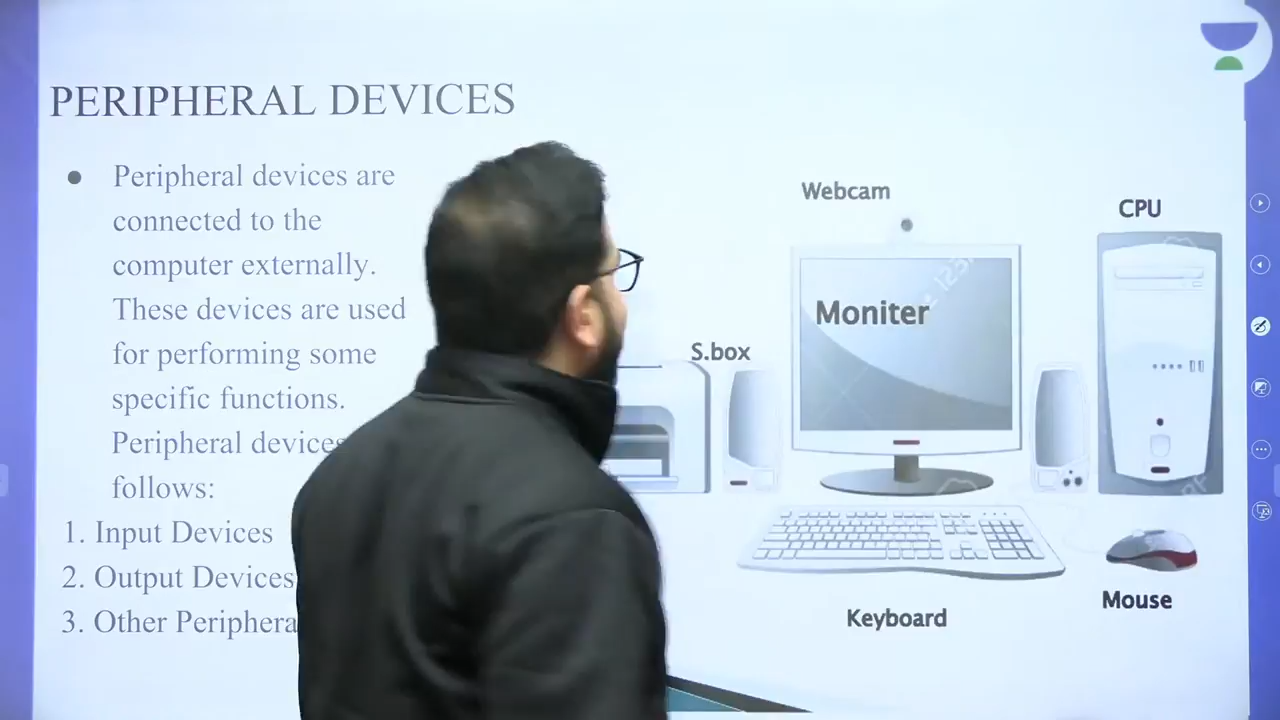 PERIPHERAL DEVICES
● Peripheral devices are
connected to the
computer externally.
These devices are used
for performing some
specific functions.
Peripheral devices
follows:
1. Input Devices
2. Output Devices
3. Other Periphera
Webcam
CPU
Moniter
S.box
Keyboard
Mouse